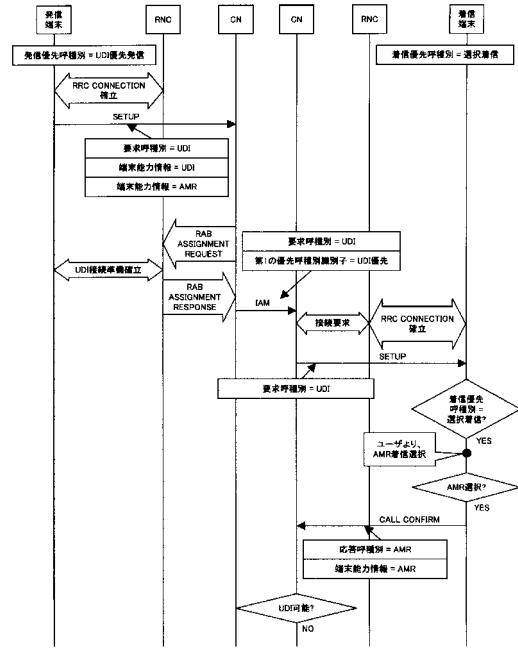 発信
端末
RNC
CN
CN
RNC
着信
端末
発信優先呼種別 = UDI優先発信
着信優先呼種別 = 選択着信
RRC CONNECTION
確立
SETUP
要求呼種別 = UDI
端末能力情報 = UDI
端末能力情報 = AMR
RAB
ASSIGNMENT
REQUEST
要求呼種別 = UDI
第1の優先呼種別識別子 = UDI優先
UDI接続準備確立
RAB
ASSIGNMENT
RESPONSE
IAM
接続要求
RRC CONNECTION
確立
SETUP
要求呼種別 = UDI
着信優先
呼種別 =
選択着信?
YES
ユーザより、
AMR着信選択
AMR選択?
YES
CALL CONFIRM
応答呼種別 = AMR
端末能力情報 = AMR
UDI可能?
NO